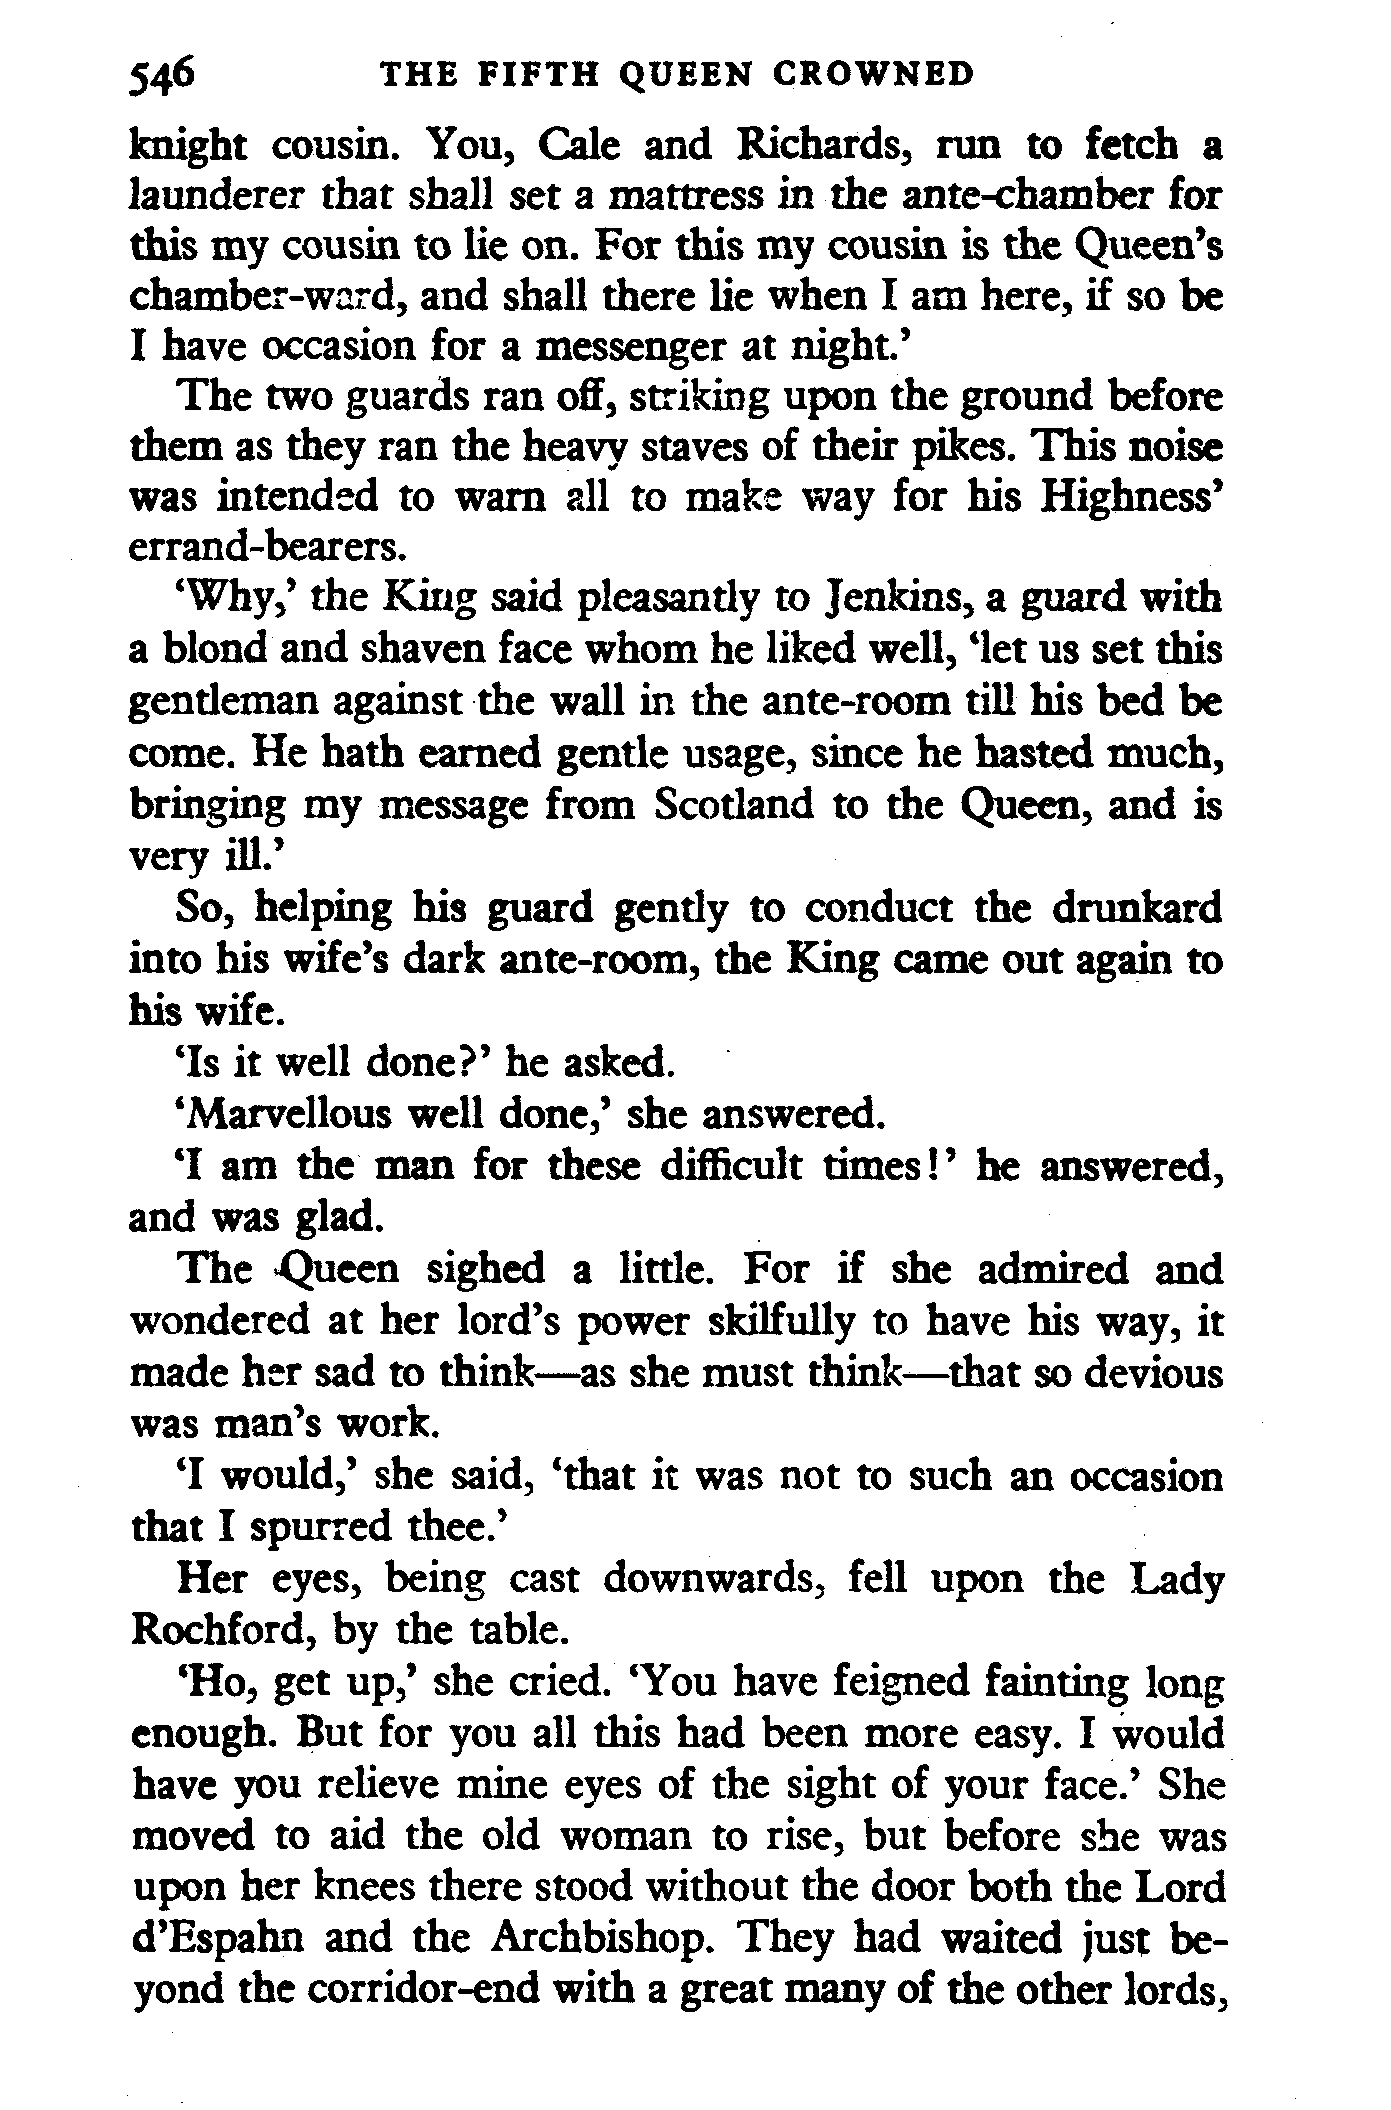 546 THE FIFTH QUEEN CROWNED
knight cousin. You, Cale and Richards, run to fetch a
launderer that shall set a mattress in the ante-chamber for
this my cousin to lie on. For this my cousin is the Queen's
chamber-ward, and shall there lie when I am here, if so be
I have occasion for a messenger at night.'
The two guards ran off, striking upon the ground before
them as they ran the heavy staves of their pikes. This noise
was intended to warn all to make way for his Highness'
errand-bearers.
'Why,' the King said pleasantly to Jenkins, a guard with
a blond and shaven face whom he liked well, 'let us set this
gentleman against the wall in the ante-room till his bed be
come. He hath earned gentle usage, since he hasted much,
bringing my message from Scotland to the Queen, and is
very ill.'
So, helping his guard gently to conduct the drunkard
into his wife's dark ante-room, the King came out again to
his wife.
'Is it well done?' he asked.
'Marvellous well done,' she answered.
'I am the man for these difficult times!' he answered,
and was glad.
The Queen sighed a little. For if she admired and
wondered at her lord's power skilfully to have his way, it
made her sad to think—as she must think—that so devious
was man's work.
'I would,' she said, 'that it was not to such an occasion
that I spurred thee.'
Her eyes, being cast downwards, fell upon the Lady
Rochford, by the table.
'Ho, get up,' she cried. 'You have feigned fainting long
enough. But for you all this had been more easy. I would
have you relieve mine eyes of the sight of your face.' She
moved to aid the old woman to rise, but before she was
upon her knees there stood without the door both the Lord
d'Espahn and the Archbishop. They had waited just be-
yond the corridor-end with a great many of the other lords,